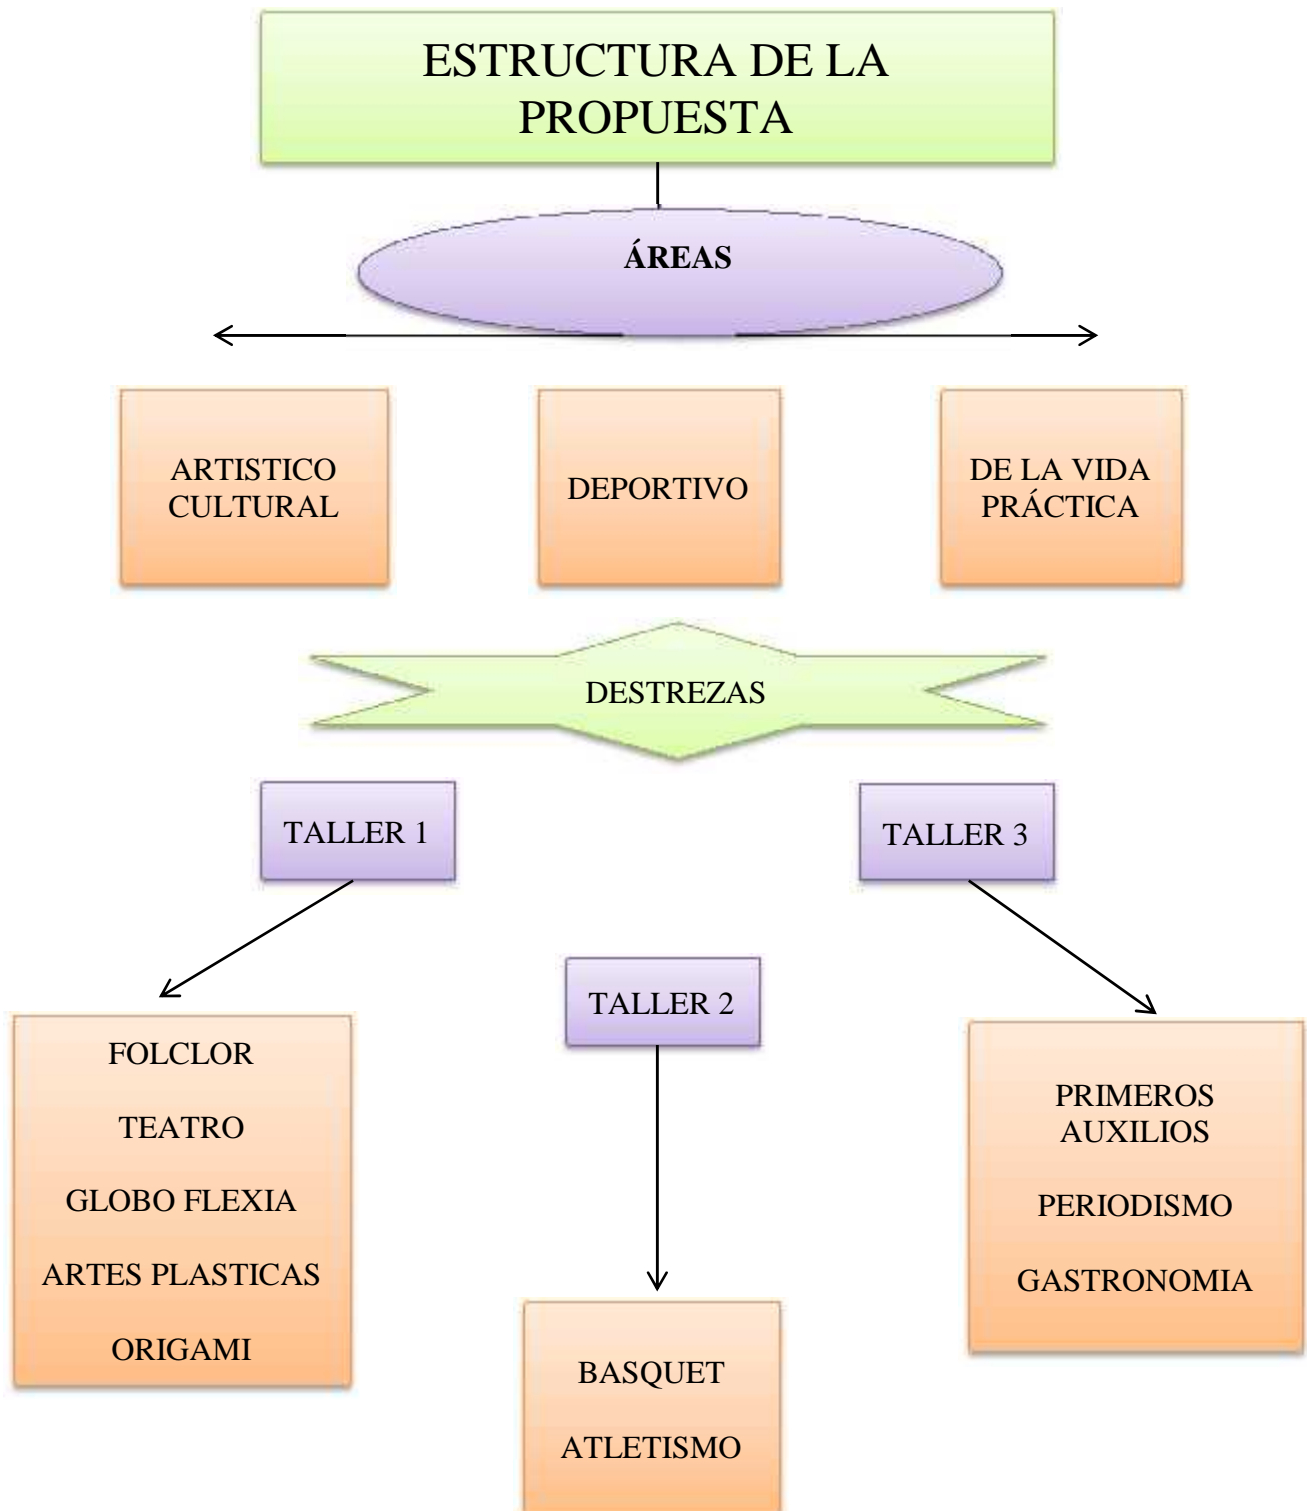 ESTRUCTURA DE LA
PROPUESTA
ÁREAS
ARTISTICO
CULTURAL
DEPORTIVO
DE LA VIDA
PRÁCTICA
DESTREZAS
TALLER 1
TALLER 3
TALLER 2
FOLCLOR
TEATRO
GLOBO FLEXIA
ARTES PLASTICAS
ORIGAMI
PRIMEROS
AUXILIOS
PERIODISMO
GASTRONOMIA
BASQUET
ATLETISMO